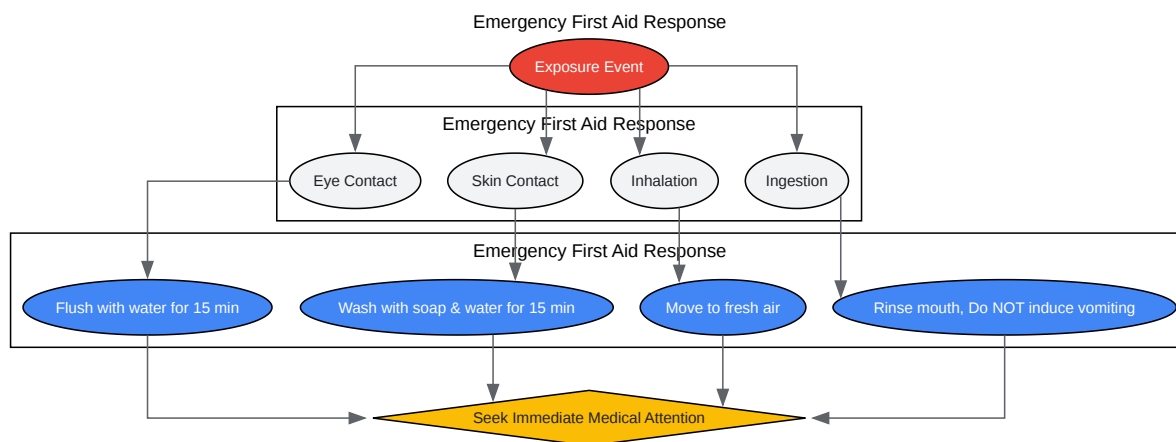 Emergency First Aid Response
Exposure Event
Emergency First Aid Response
Eye Contact
Skin Contact
Inhalation
Ingestion
Emergency First Aid Response
Flush with water for 15 min
Wash with soap & water for 15 min
Move to fresh air
Rinse mouth, Do NOT induce vomiting
Seek Immediate Medical Attention